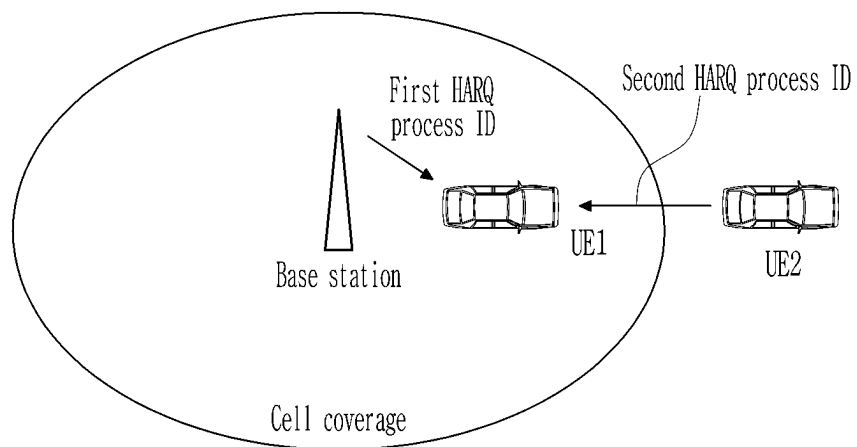 First HARQ
process ID
Second HARQ process ID
UE1
UE2
Base station
Cell coverage